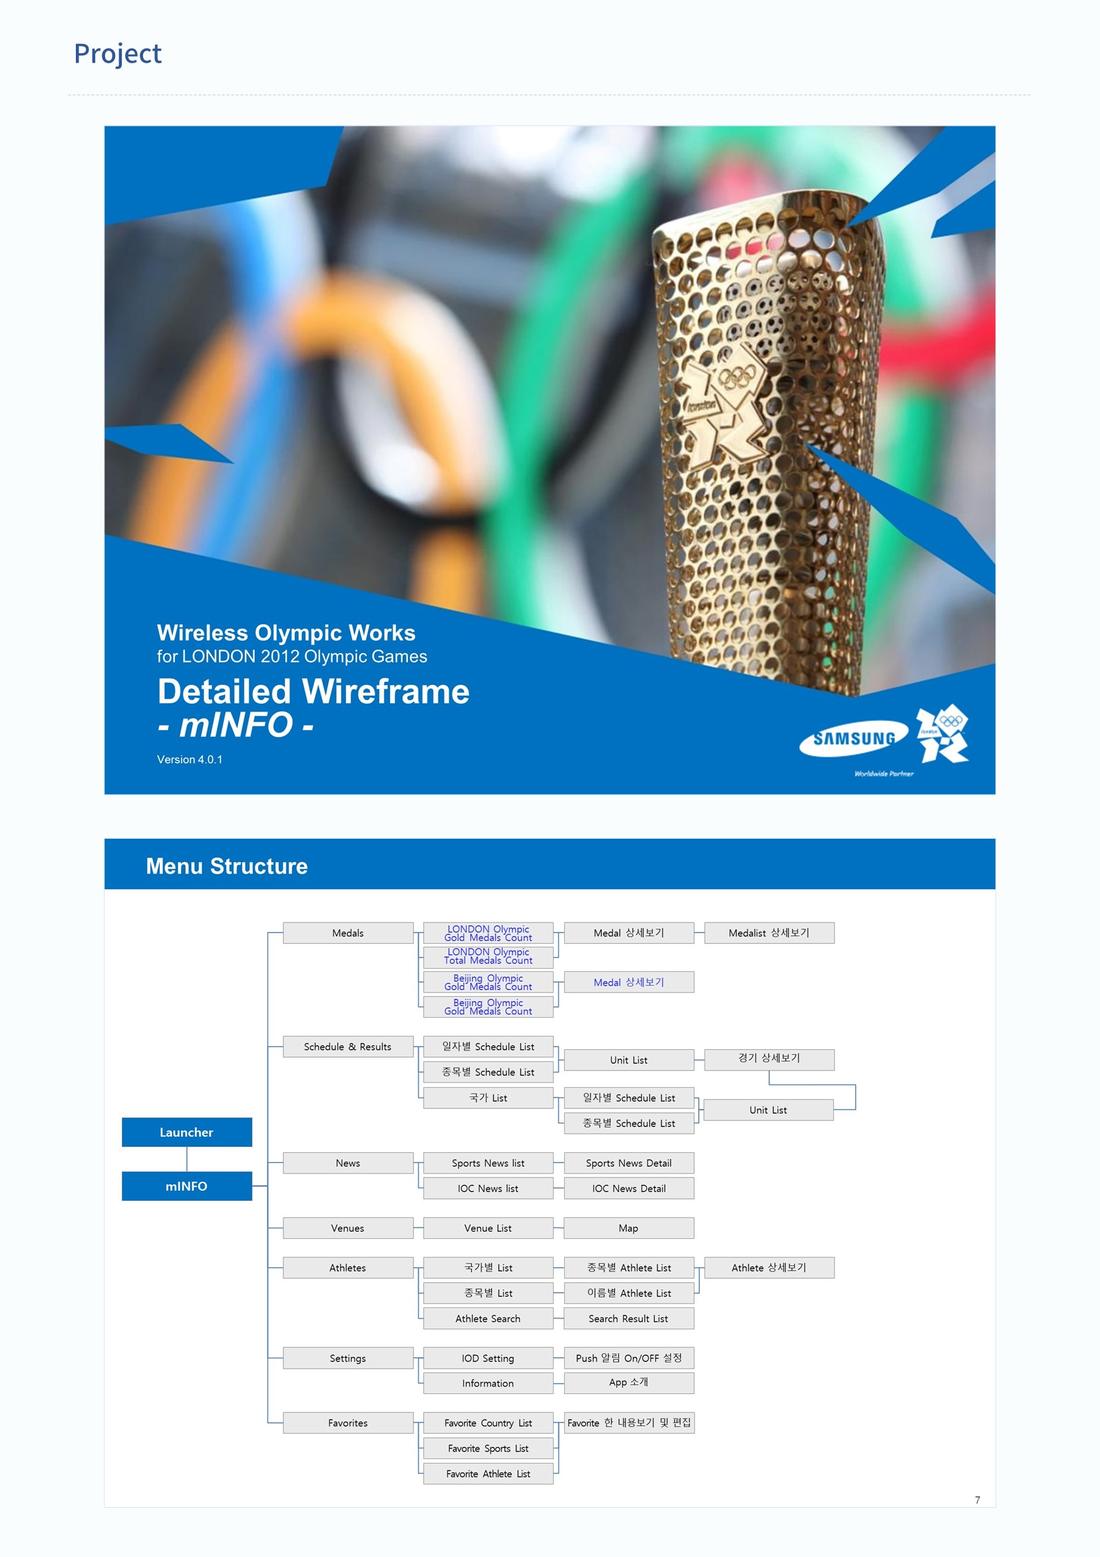 Project
london
Wireless Olympic Works
for LONDON 2012 Olympic Games
Detailed Wireframe
- mINFO -
Version 4.0.1
SAMSUNG
Worldwide Partner
Menu Structure
Launcher
mINFO
Medals
LONDON Olympic
Gold Medals Count
LONDON Olympic
Total Medals Count
Beijing Olympic
Gold Medals Count
Beijing Olympic
Gold Medals Count
Medal 상세보기
Medalist 상세보기
Medal 상세보기
Schedule & Results
일자별 Schedule List
종목별 Schedule List
국가 List
Unit List
경기 상세보기
일자별 Schedule List
종목별 Schedule List
Unit List
News
Sports News list
Sports News Detail
IOC News list
IOC News Detail
Venues
Venue List
Map
Athletes
국가별 List
종목별 Athlete List
Athlete 상세보기
종목별 List
이름별 Athlete List
Athlete Search
Search Result List
Settings
IOD Setting
Push 알림 On/OFF 설정
Information
App 소개
Favorites
Favorite Country List
Favorite 한 내용보기 및 편집
Favorite Sports List
Favorite Athlete List
7